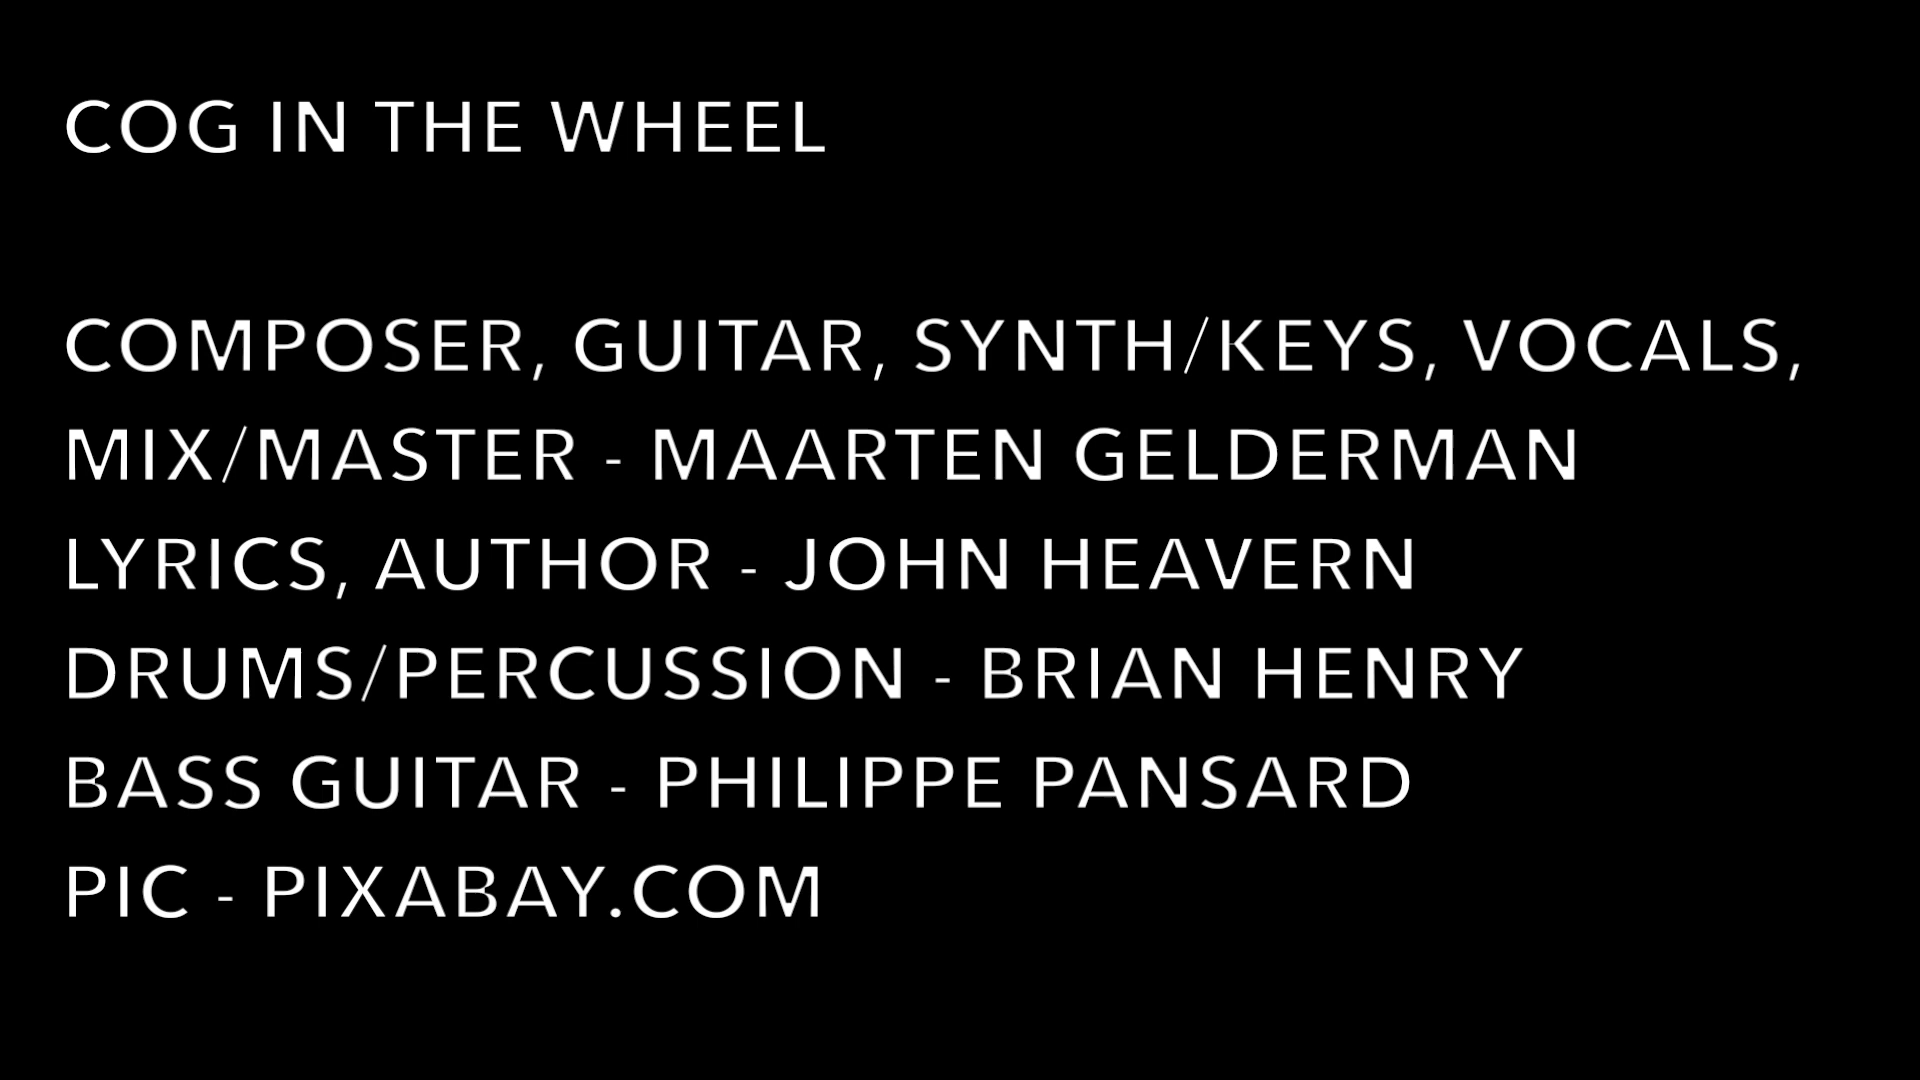 COG IN THE WHEEL
COMPOSER, GUITAR, SYNTH/KEYS, VOCALS,
MIX/MASTER - MAARTEN GELDERMAN
LYRICS, AUTHOR - JOHN HEAVERN
DRUMS/PERCUSSION - BRIAN HENRY
BASS GUITAR - PHILIPPE PANSARD
PIC - PIXABAY.COM